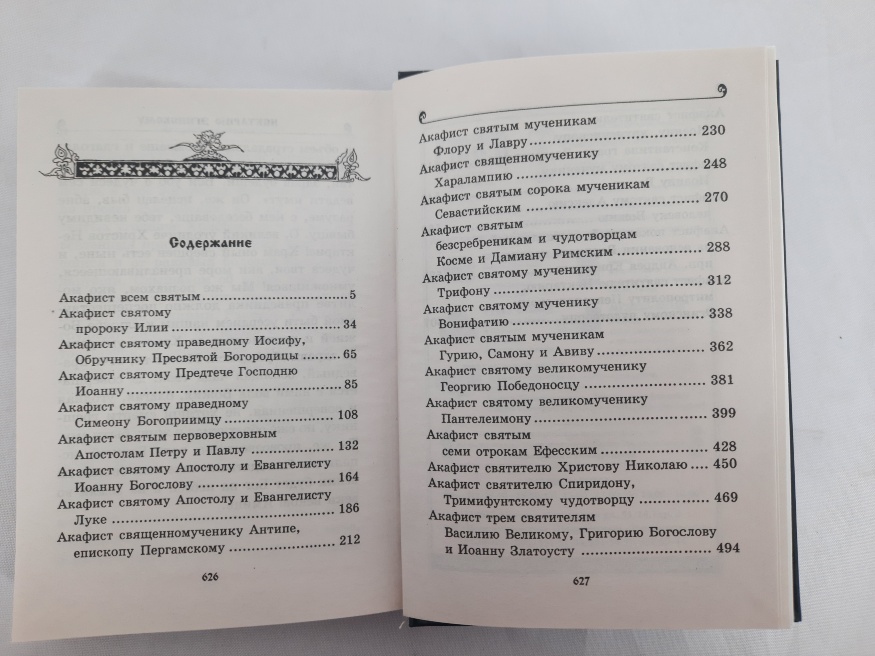 Содержание
Акафист всем святым ..... 5
Акафист святому
пророку Илии ..... 34
Акафист святому праведному Иосифу,
Обручнику Пресвятой Богородицы ..... 65
Акафист святому Предтече Господню
Иоанну ..... 85
Акафист святому праведному
Симеону Богоприимцу ..... 108
Акафист святым первоверховным
Апостолам Петру и Павлу ..... 132
Акафист святому Апостолу и Евангелисту
Иоанну Богослову ..... 164
Акафист святому Апостолу и Евангелисту
Луке ..... 186
Акафист священномученику Антипе,
епископу Пергамскому ..... 212
626
Акафист святым мученикам
Флору и Лавру ..... 230
Акафист священномученику
Харалампию ..... 248
Акафист святым сорока мученикам
Севастийским ..... 270
Акафист святым
безсребреникам и чудотворцам
Косме и Дамиану Римским ..... 288
Акафист святому мученику
Трифону ..... 312
Акафист святому мученику
Вонифатию ..... 338
Акафист святым мученикам
Гурию, Самону и Авиву ..... 362
Акафист святому великомученику
Георгию Победоносцу ..... 381
Акафист святому великомученику
Пантелеимону ..... 399
Акафист святым
семи отрокам Ефесским ..... 428
Акафист святителю Христову Николаю .... 450
Акафист святителю Спиридону,
Тримифунтскому чудотворцу ..... 469
Акафист трем святителям
Василию Великому, Григорию Богослову
и Иоанну Златоусту ..... 494
627